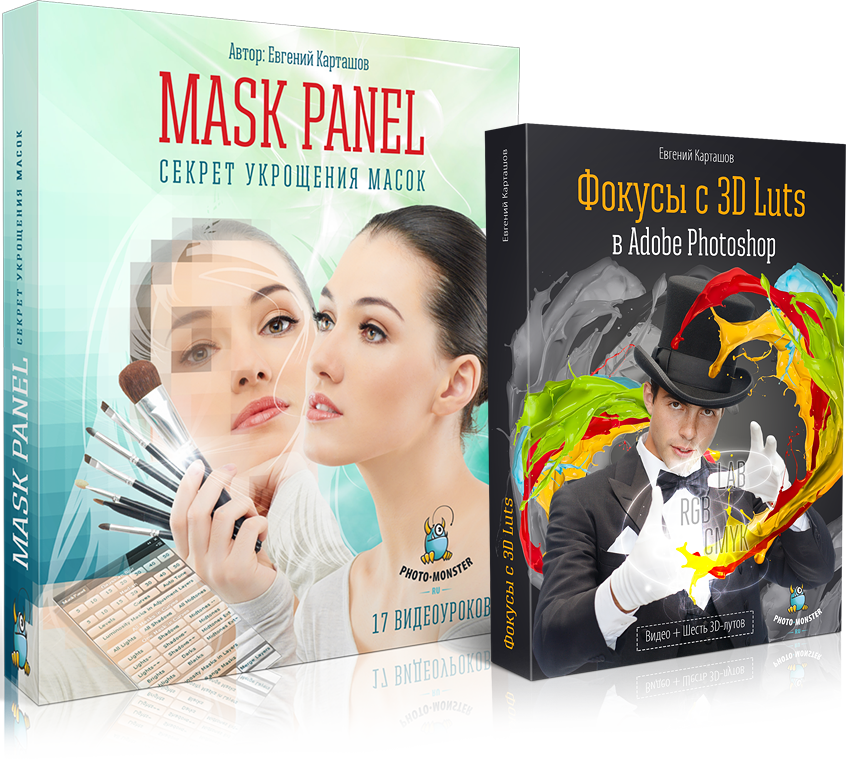 Автор: Евгений Карташов
MASK PANEL
СЕКРЕТ УКРОЩЕНИЯ МАСОК
PHOTO-MONSTER
RU
17 ВИДЕОУРОКОВ
MASK PANEL
СЕКРЕТ УКРОЩЕНИЯ МАСОК
Евгений Карташов
Фокусы с 3D Luts
в Adobe Photoshop
LAB
RGB
CMYK
Видео + Шесть 3D-лутов
PHOTO-MONSTER
RU
Евгений Карташов
Фокусы с 3D Luts